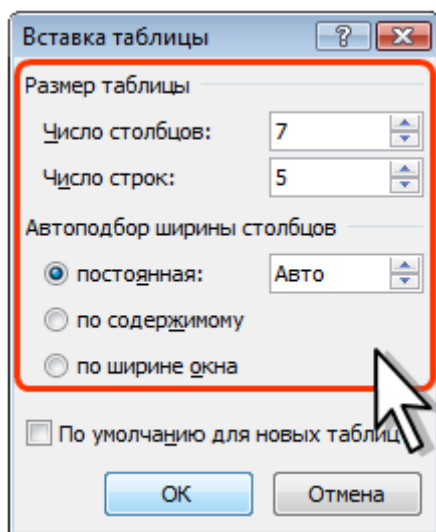 Вставка таблицы
Размер таблицы
Число столбцов: 7
Число строк: 5
Автоподбор ширины столбцов
постоянная: Авто
по содержимому
по ширине окна
По умолчанию для новых таблиц
ОК Отмена